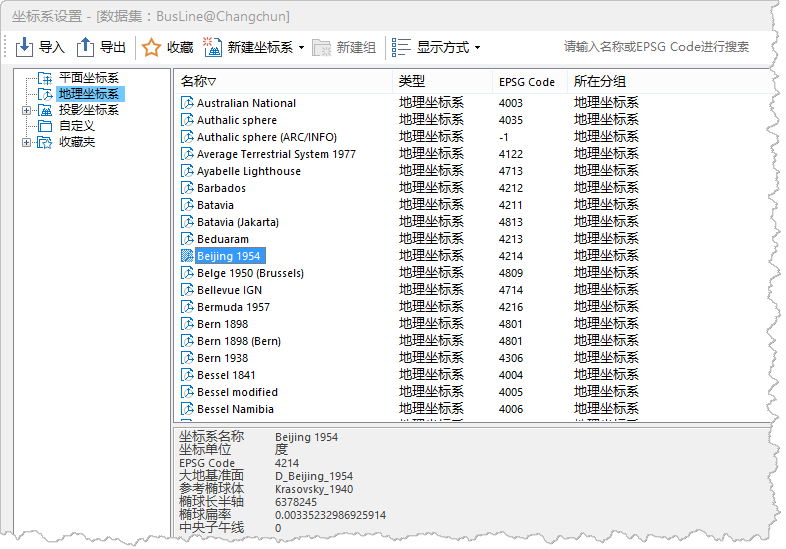 坐标系设置 - [数据集：BusLine@Changchun]
导入 导出 收藏 新建坐标系 新建组 显示方式 请输入名称或EPSG Code进行搜索
平面坐标系
地理坐标系
投影坐标系
自定义
收藏夹
名称 类型 EPSG Code 所在分组
Australian National 地理坐标系 4003 地理坐标系
Authalic sphere 地理坐标系 4035 地理坐标系
Authalic sphere (ARC/INFO) 地理坐标系 -1 地理坐标系
Average Terrestrial System 1977 地理坐标系 4122 地理坐标系
Ayabelle Lighthouse 地理坐标系 4713 地理坐标系
Barbados 地理坐标系 4212 地理坐标系
Batavia 地理坐标系 4211 地理坐标系
Batavia (Jakarta) 地理坐标系 4813 地理坐标系
Beduaram 地理坐标系 4213 地理坐标系
Beijing 1954 地理坐标系 4214 地理坐标系
Belge 1950 (Brussels) 地理坐标系 4809 地理坐标系
Bellevue IGN 地理坐标系 4714 地理坐标系
Bermuda 1957 地理坐标系 4216 地理坐标系
Bern 1898 地理坐标系 4801 地理坐标系
Bern 1898 (Bern) 地理坐标系 4801 地理坐标系
Bern 1938 地理坐标系 4306 地理坐标系
Bessel 1841 地理坐标系 4004 地理坐标系
Bessel modified 地理坐标系 4005 地理坐标系
Bessel Namibia 地理坐标系 4006 地理坐标系
坐标系名称 Beijing 1954
坐标单位 度
EPSG Code 4214
大地基准面 D_Beijing_1954
参考椭球体 Krasovsky_1940
椭球长半轴 6378245
椭球扁率 0.00335232986925914
中央子午线 0